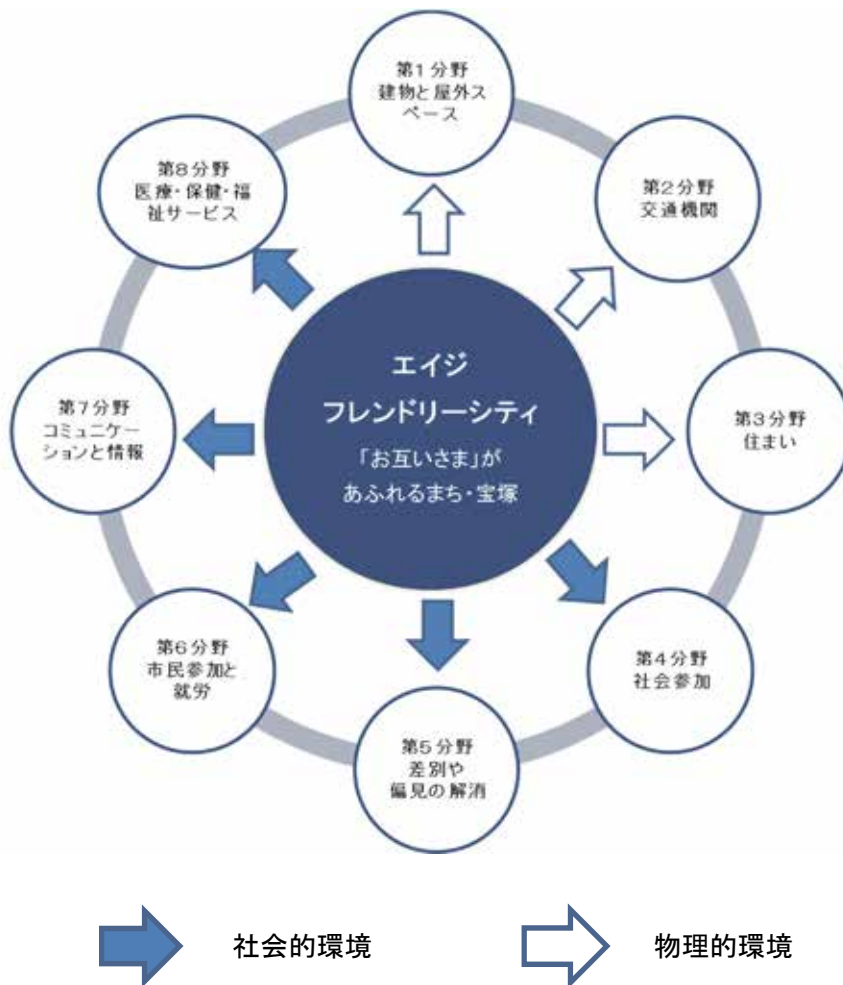 第1分野
建物と屋外ス
ペース
第2分野
交通機関
第3分野
住まい
第4分野
社会参加
第5分野
差別や
偏見の解消
第6分野
市民参加と
就労
第7分野
コミュニケー
ションと情報
第8分野
医療・保健・福
祉サービス
エイジ
フレンドリーシティ
「お互いさま」が
あふれるまち・宝塚
社会的環境
物理的環境